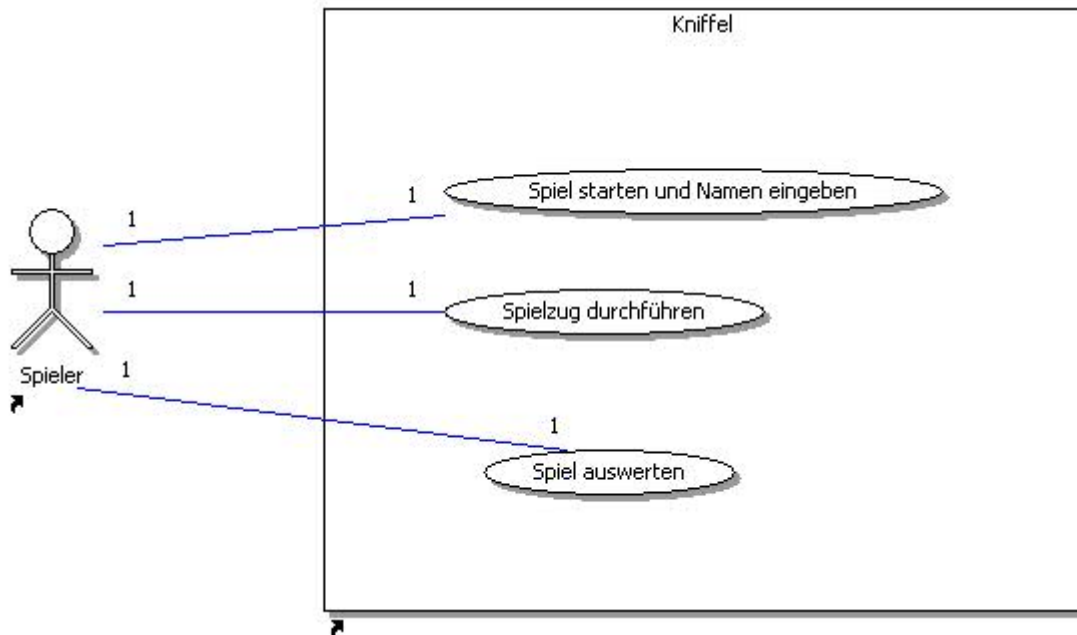 Kniffel
1
1
Spiel starten und Namen eingeben
1
1
Spielzug durchführen
Spieler
1
1
Spiel auswerten